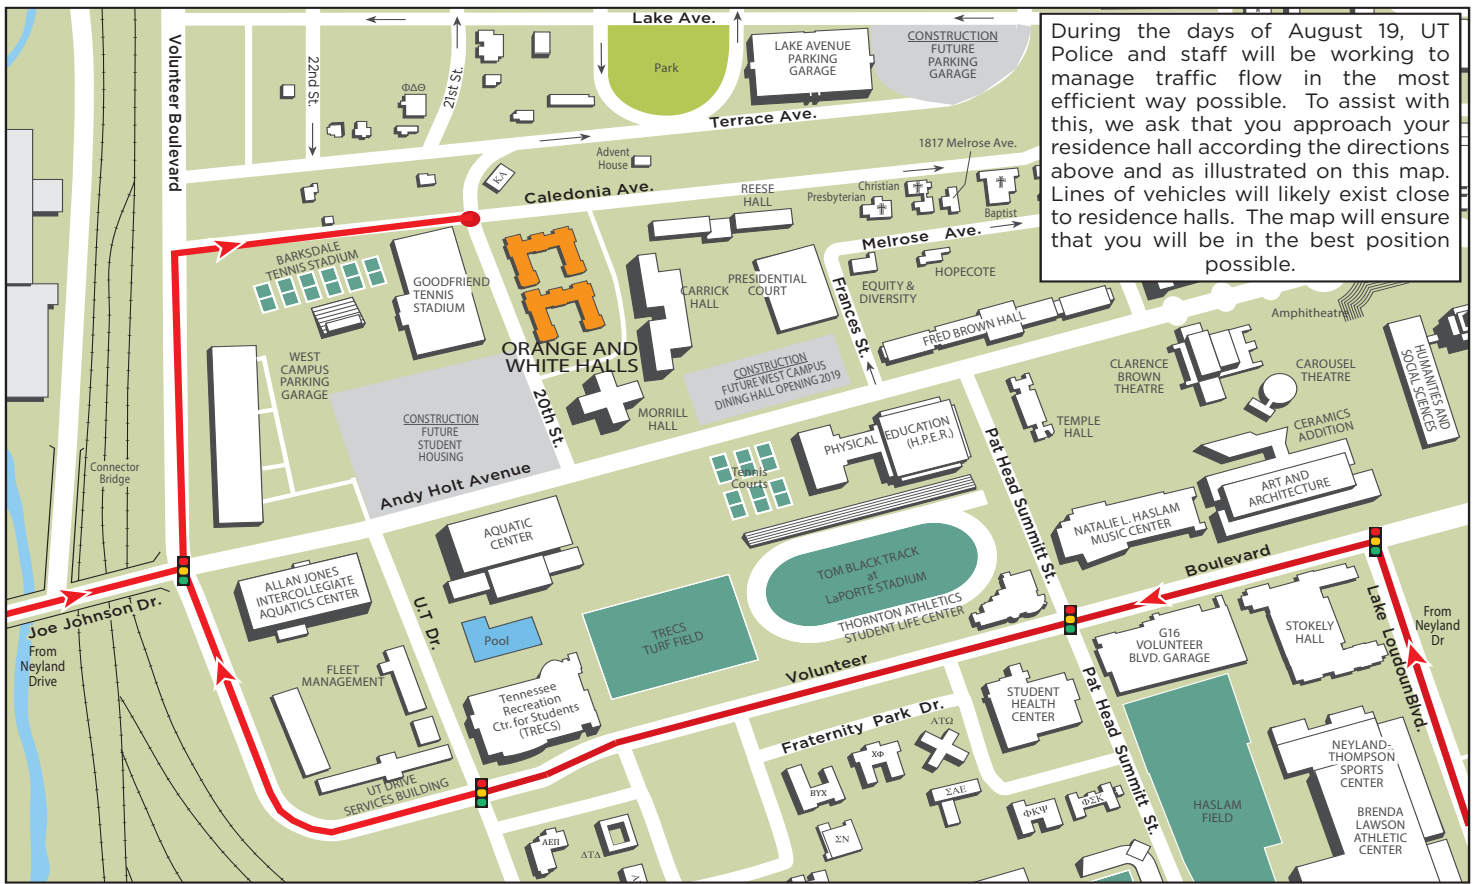 Lake Ave.
Volunteer Boulevard
22nd St.
21st St.
ΦΔΘ
Park
LAKE AVENUE
PARKING
GARAGE
CONSTRUCTION
FUTURE
PARKING
GARAGE
During the days of August 19, UT
Police and staff will be working to
manage traffic flow in the most
efficient way possible. To assist with
this, we ask that you approach your
residence hall according the directions
above and as illustrated on this map.
Lines of vehicles will likely exist close
to residence halls. The map will ensure
that you will be in the best position
possible.
Terrace Ave.
Advent
House
ΚΑ
Caledonia Ave.
REESE
HALL
1817 Melrose Ave.
Christian
Presbyterian
Baptist
Melrose Ave.
HOPECOTE
EQUITY &
DIVERSITY
Frances St.
BARKSDALE
TENNIS STADIUM
GOODFRIEND
TENNIS
STADIUM
CARRICK
HALL
PRESIDENTIAL
COURT
FRED BROWN HALL
Amphitheatre
ORANGE AND
WHITE HALLS
WEST
CAMPUS
PARKING
GARAGE
CONSTRUCTION
FUTURE WEST CAMPUS
DINING HALL OPENING 2019
CLARENCE
BROWN
THEATRE
CAROUSEL
THEATRE
HUMANITIES AND
SOCIAL SCIENCES
CONSTRUCTION
FUTURE
STUDENT
HOUSING
20th St.
MORRILL
HALL
TEMPLE
HALL
CERAMICS
ADDITION
PHYSICAL EDUCATION
(H.P.E.R.)
Connector
Bridge
Andy Holt Avenue
Tennis
Courts
Pat Head Summitt St.
ART AND
ARCHITECTURE
NATALIE L. HASLAM
MUSIC CENTER
AQUATIC
CENTER
TOM BLACK TRACK
at
LaPORTE STADIUM
Boulevard
ALLAN JONES
INTERCOLLEGIATE
AQUATICS CENTER
Joe Johnson Dr.
From
Neyland
Drive
U.T Dr.
Pool
TRECS
TURF FIELD
THORNTON ATHLETICS
STUDENT LIFE CENTER
G16
VOLUNTEER
BLVD. GARAGE
STOKELY
HALL
Lake Loudoun Blvd.
From
Neyland
Dr
FLEET
MANAGEMENT
Volunteer
Tennessee
Recreation
Ctr. for Students
(TRECS)
STUDENT
HEALTH
CENTER
Pat Head Summitt St.
Fraternity Park Dr.
ΑΤΩ
ΧΦ
ΒΥΧ
ΣΑΕ
ΦΚΨ
ΦΣΚ
ΣΝ
UT DRIVE
SERVICES BUILDING
ΑΕΠ
ΔΤΔ
HASLAM
FIELD
NEYLAND-
THOMPSON
SPORTS
CENTER
BRENDA
LAWSON
ATHLETIC
CENTER